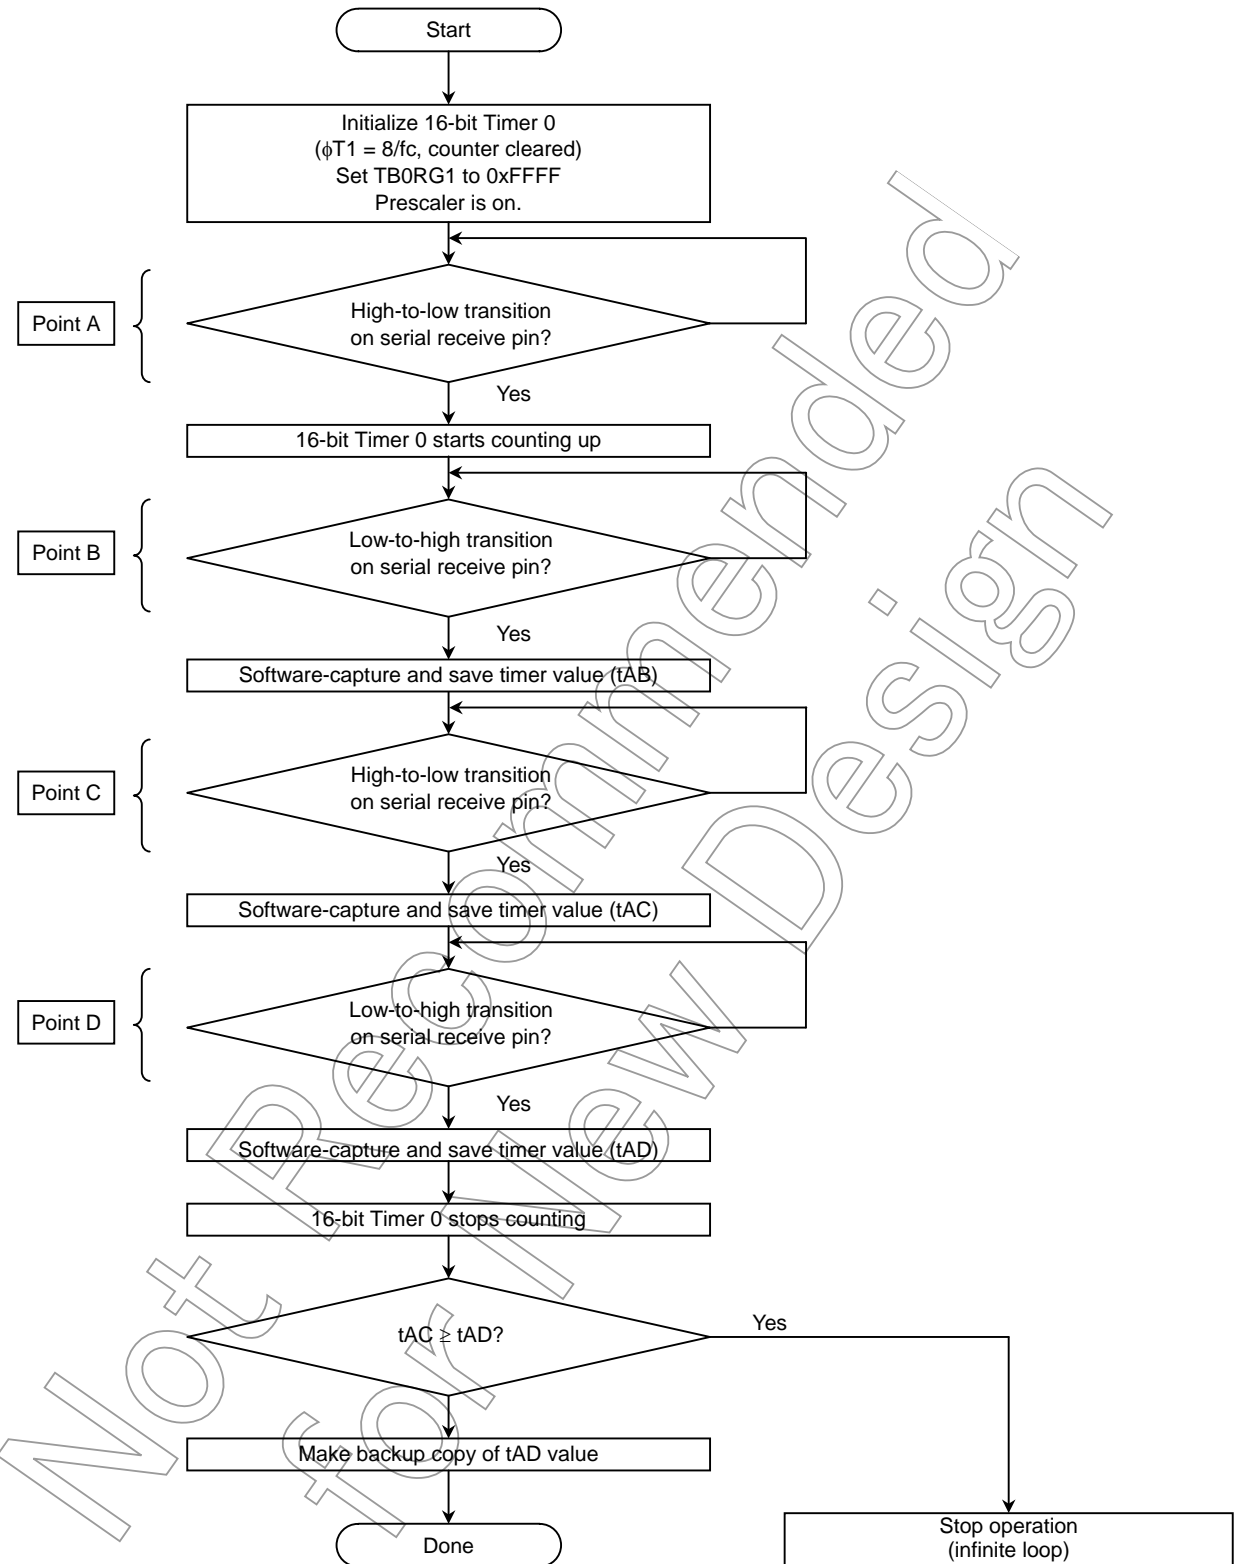 Start
Initialize 16-bit Timer 0
(ϕT1 = 8/fc, counter cleared)
Set TB0RG1 to 0xFFFF
Prescaler is on.
Point A
High-to-low transition
on serial receive pin?
Yes
16-bit Timer 0 starts counting up
Point B
Low-to-high transition
on serial receive pin?
Yes
Software-capture and save timer value (tAB)
Point C
High-to-low transition
on serial receive pin?
Yes
Software-capture and save timer value (tAC)
Point D
Low-to-high transition
on serial receive pin?
Yes
Software-capture and save timer value (tAD)
16-bit Timer 0 stops counting
tAC ≥ tAD?
Yes
Make backup copy of tAD value
Done
Stop operation
(infinite loop)
Not Recommended
for New Design